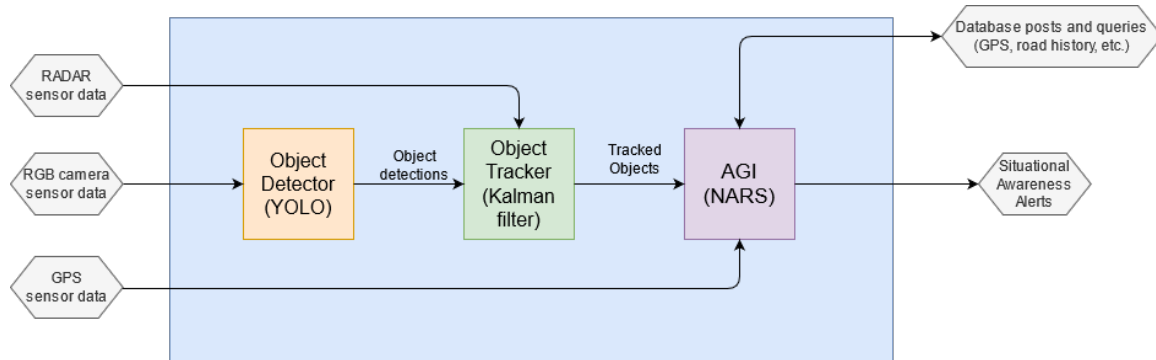 Database posts and queries
(GPS, road history, etc.)
RADAR
sensor data
RGB camera
sensor data
Object
Detector
(YOLO)
Object
detections
Object
Tracker
(Kalman
filter)
Tracked
Objects
AGI
(NARS)
Situational
Awareness
Alerts
GPS
sensor data